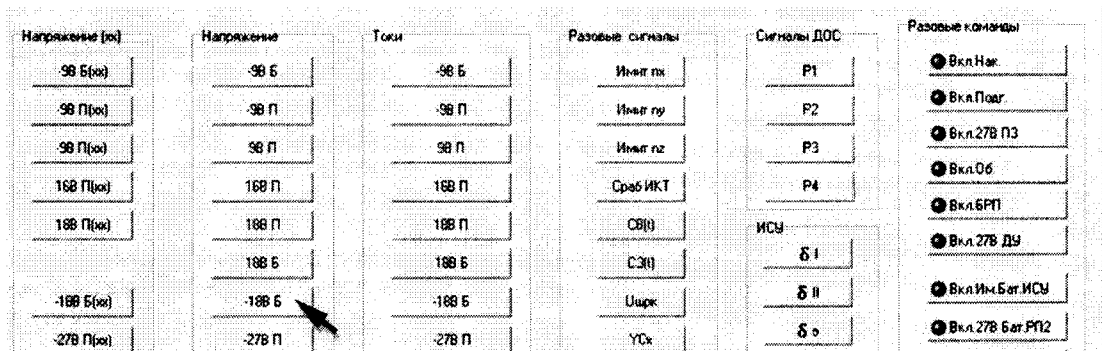 Напряжение (хх)
-9В Б(хх)
-9В П(хх)
-9В П(хх)
16В П(хх)
18В П(хх)
-18В Б(хх)
-27В П(хх)
Напряжение
-9В Б
-9В П
9В П
16В П
18В П
18В Б
-18В Б
-27В П
Токи
-9В Б
-9В П
9В П
16В П
18В П
18В Б
-18В Б
-27В П
Разовые сигналы
Имит nx
Имит ny
Имит nz
Сраб ИКТ
СВ(t)
СЗ(t)
Uшрк
YCx
Сигналы ДОС
P1
P2
P3
P4
ИСУ
δ I
δ II
δ э
Разовые команды
Вкл.Нак.
Вкл.Подг.
Вкл.27В ПЗ
Вкл.Об.
Вкл.БРП
Вкл.27В ДУ
Вкл.Им.Бат.ИСУ
Вкл.27В Бат.РП2